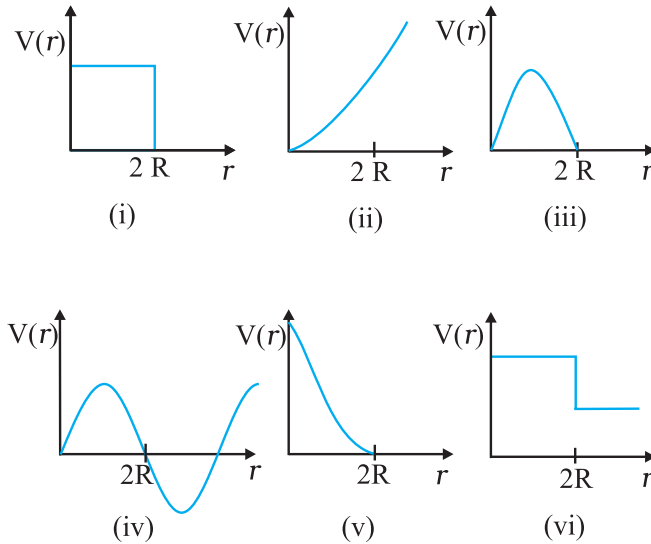 V(r) V(r) V(r)
2 R r 2 R r 2 R r
(i) (ii) (iii)
V(r) V(r) V(r)
2R r 2R r 2R r
(iv) (v) (vi)